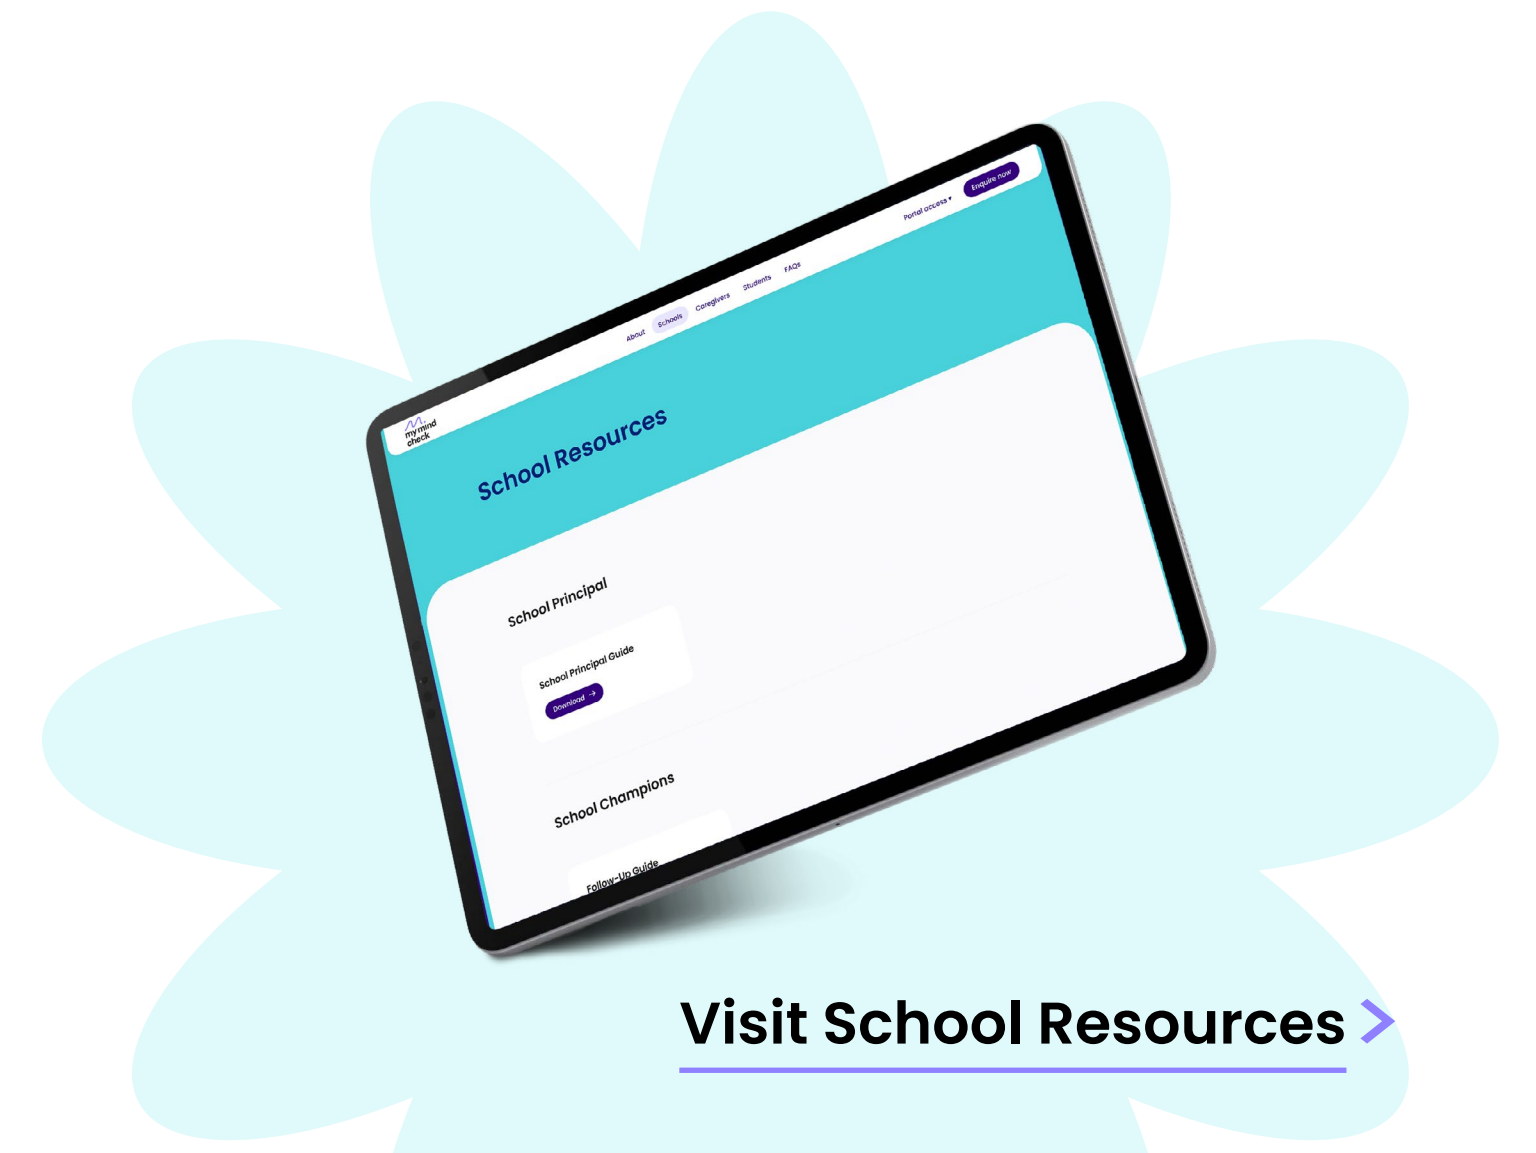 Enquire now
Portal access ▾
About
Schools
Caregivers
Students
FAQs
my mind
check
School Resources
School Principal
School Principal Guide
Download →
School Champions
Follow-Up Guide
Visit School Resources >